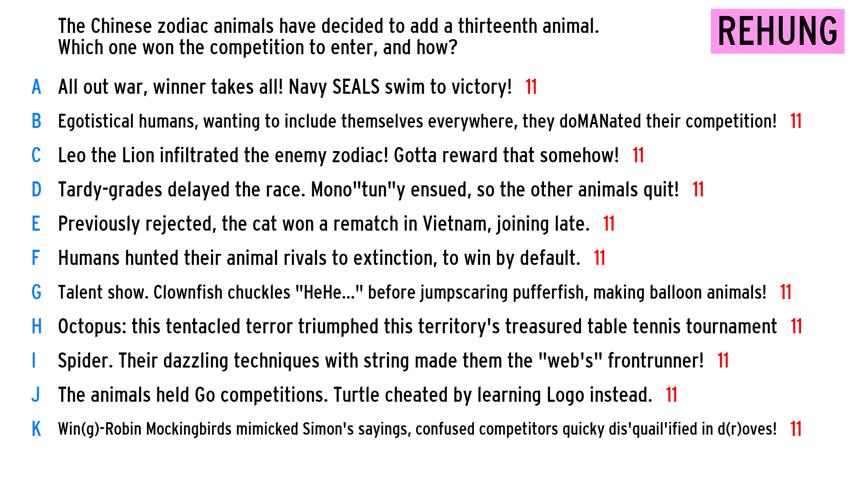 The Chinese zodiac animals have decided to add a thirteenth animal.
Which one won the competition to enter, and how?
REHUNG
A All out war, winner takes all! Navy SEALS swim to victory! 11
B Egotistical humans, wanting to include themselves everywhere, they doMANated their competition! 11
C Leo the Lion infiltrated the enemy zodiac! Gotta reward that somehow! 11
D Tardy-grades delayed the race. Mono"tun"y ensued, so the other animals quit! 11
E Previously rejected, the cat won a rematch in Vietnam, joining late. 11
F Humans hunted their animal rivals to extinction, to win by default. 11
G Talent show. Clownfish chuckles "HeHe..." before jumpscaring pufferfish, making balloon animals! 11
H Octopus: this tentacled terror triumphed this territory's treasured table tennis tournament 11
I Spider. Their dazzling techniques with string made them the "web's" frontrunner! 11
J The animals held Go competitions. Turtle cheated by learning Logo instead. 11
K Win(g)-Robin Mockingbirds mimicked Simon's sayings, confused competitors quicky dis'quail'ified in d(r)oves! 11